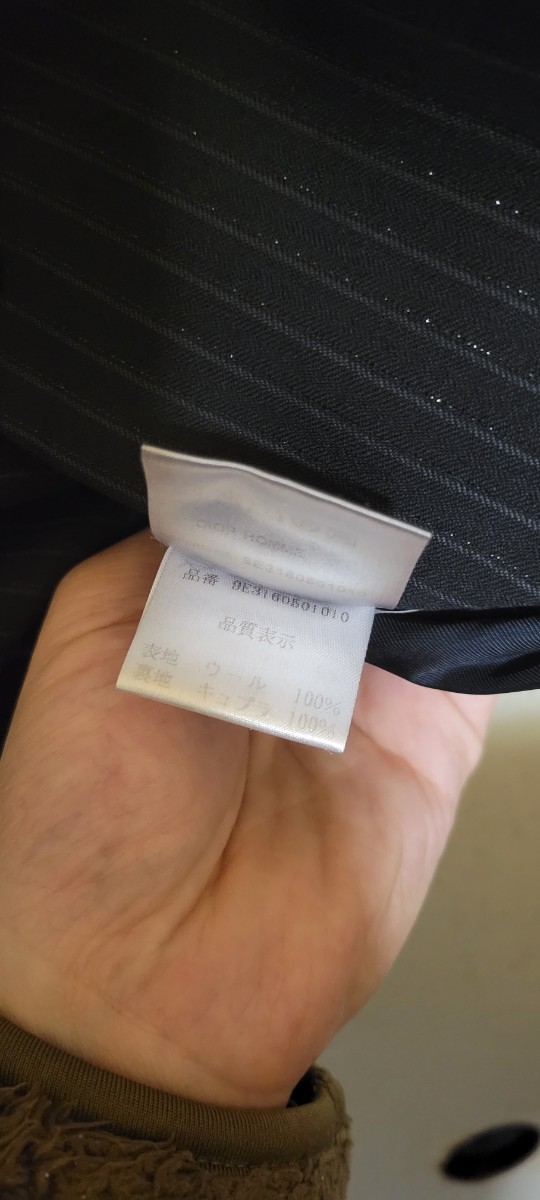 DIOR HOMME
品番 8E3160501010
品質表示
表地 ウール 100%
裏地 キュプラ 100%